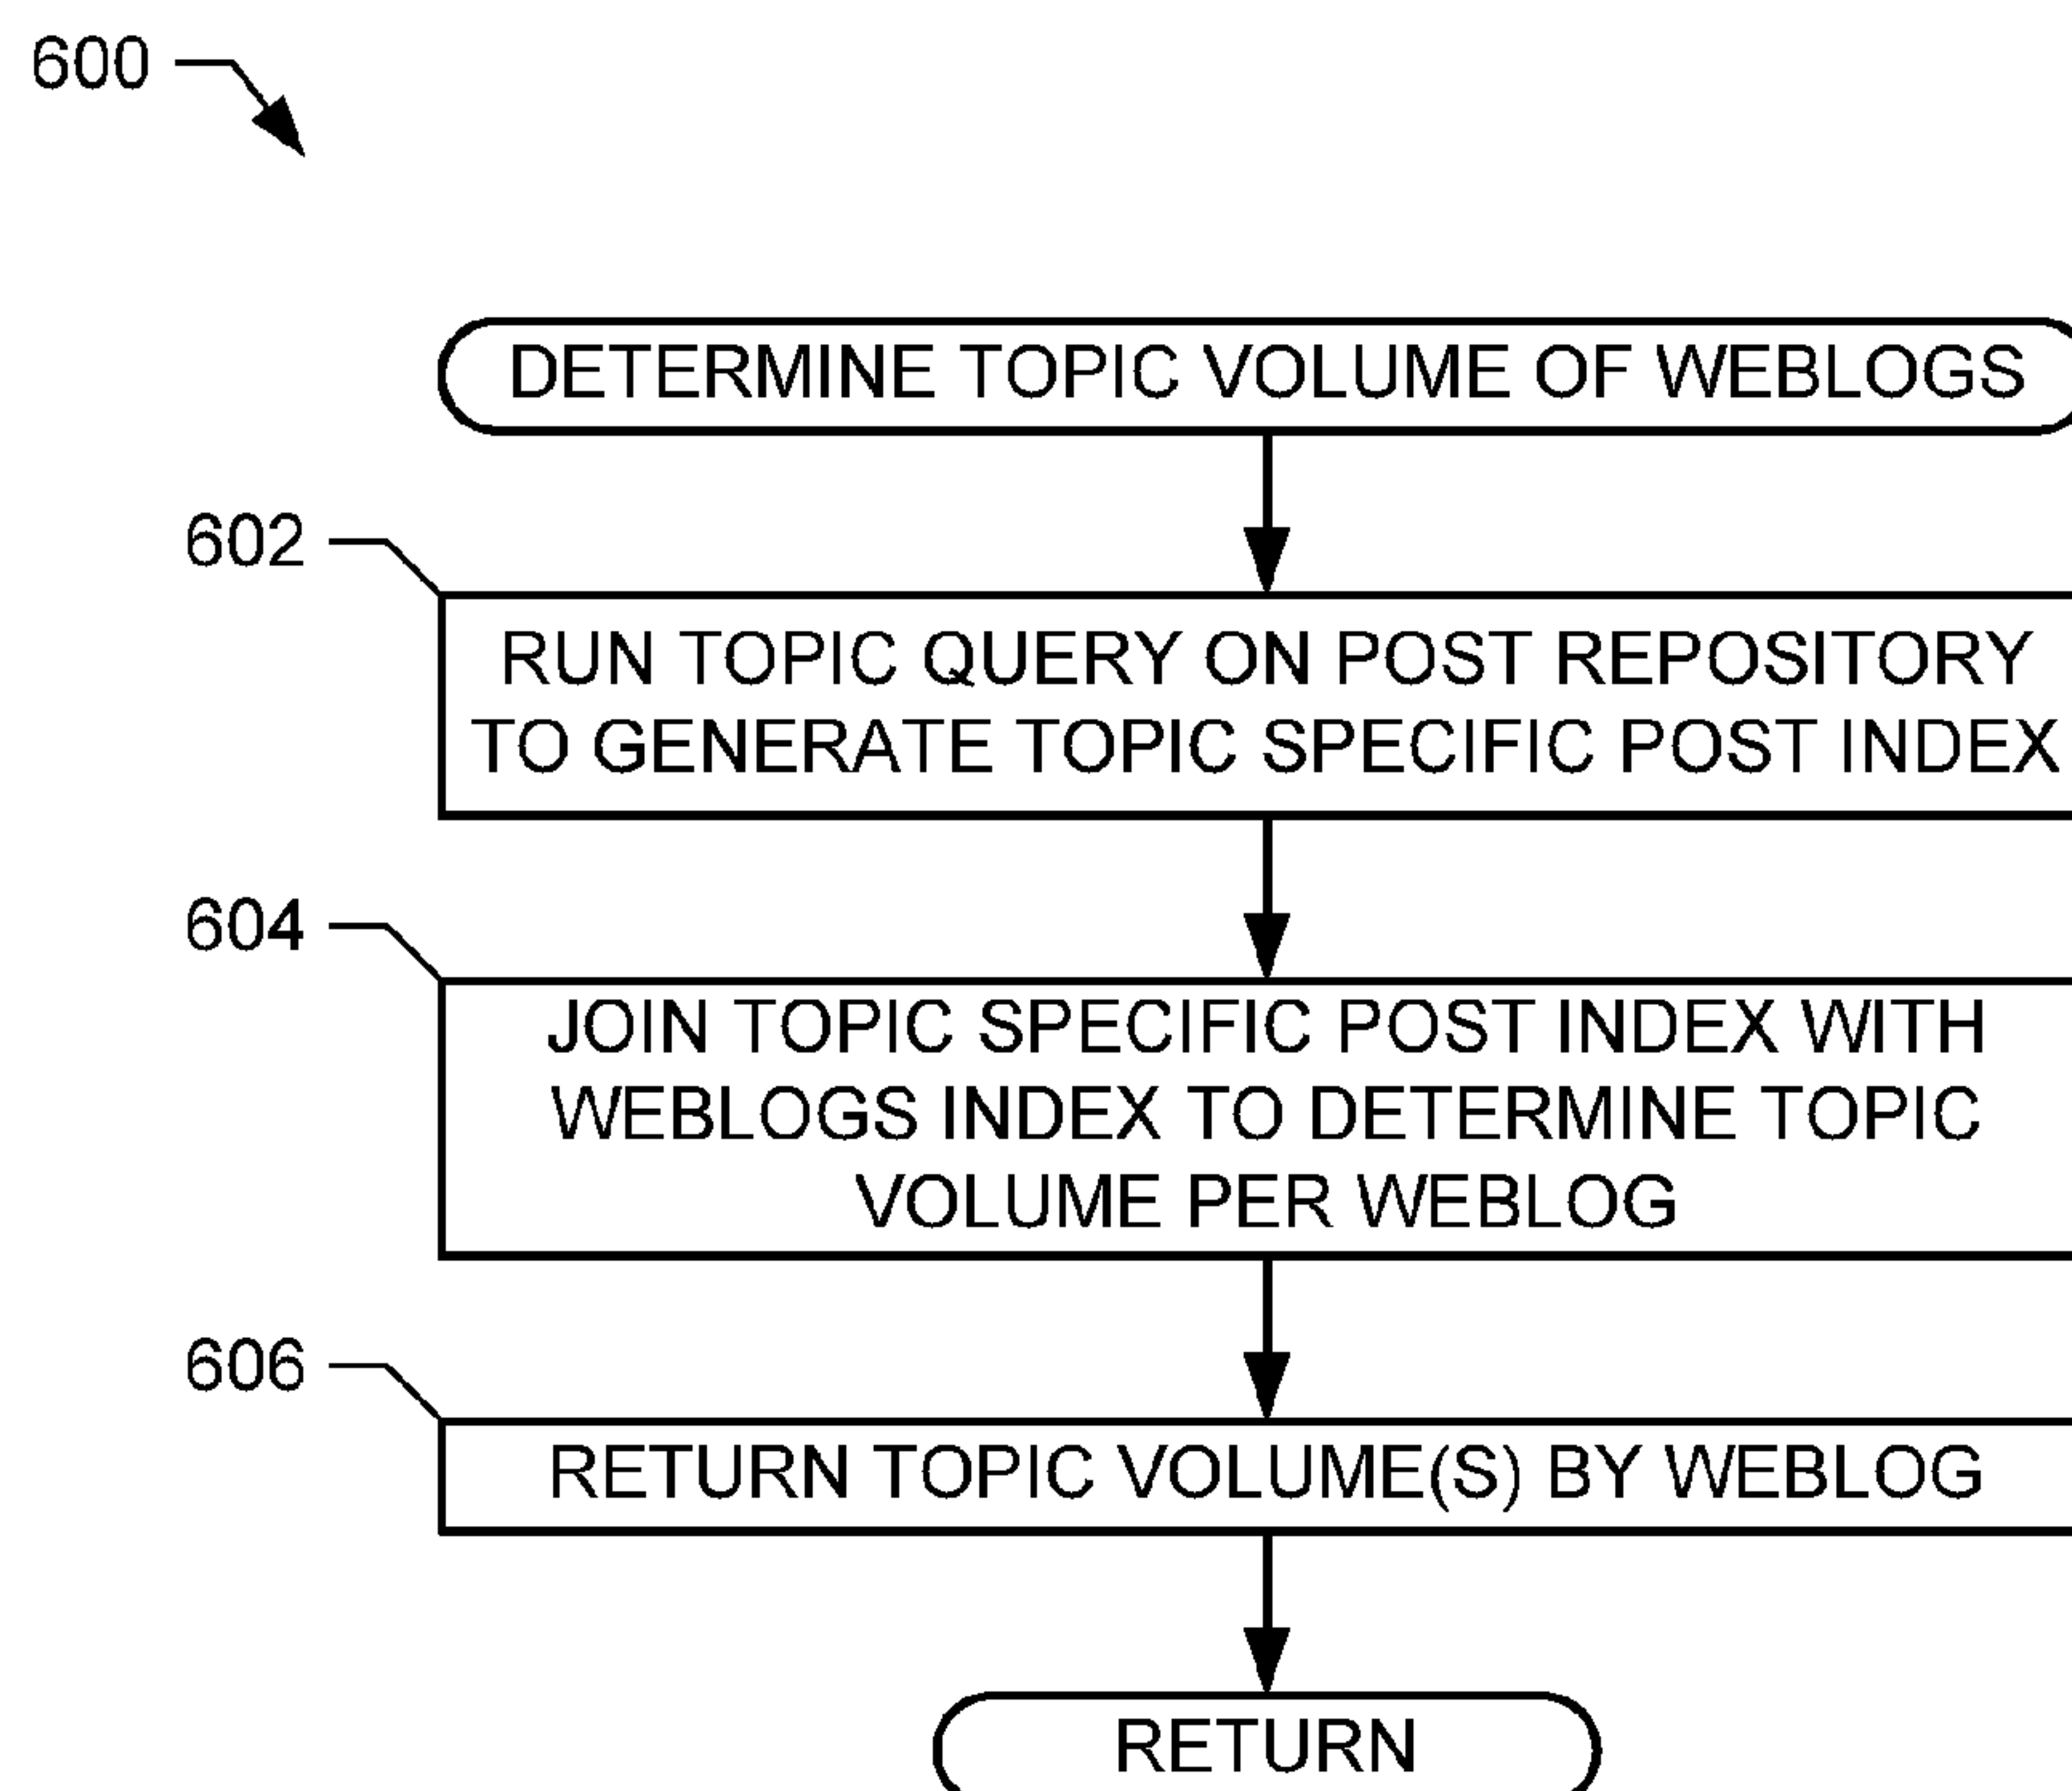 600
DETERMINE TOPIC VOLUME OF WEBLOGS
602
RUN TOPIC QUERY ON POST REPOSITORY
TO GENERATE TOPIC SPECIFIC POST INDEX
604
JOIN TOPIC SPECIFIC POST INDEX WITH
WEBLOGS INDEX TO DETERMINE TOPIC
VOLUME PER WEBLOG
606
RETURN TOPIC VOLUME(S) BY WEBLOG
RETURN